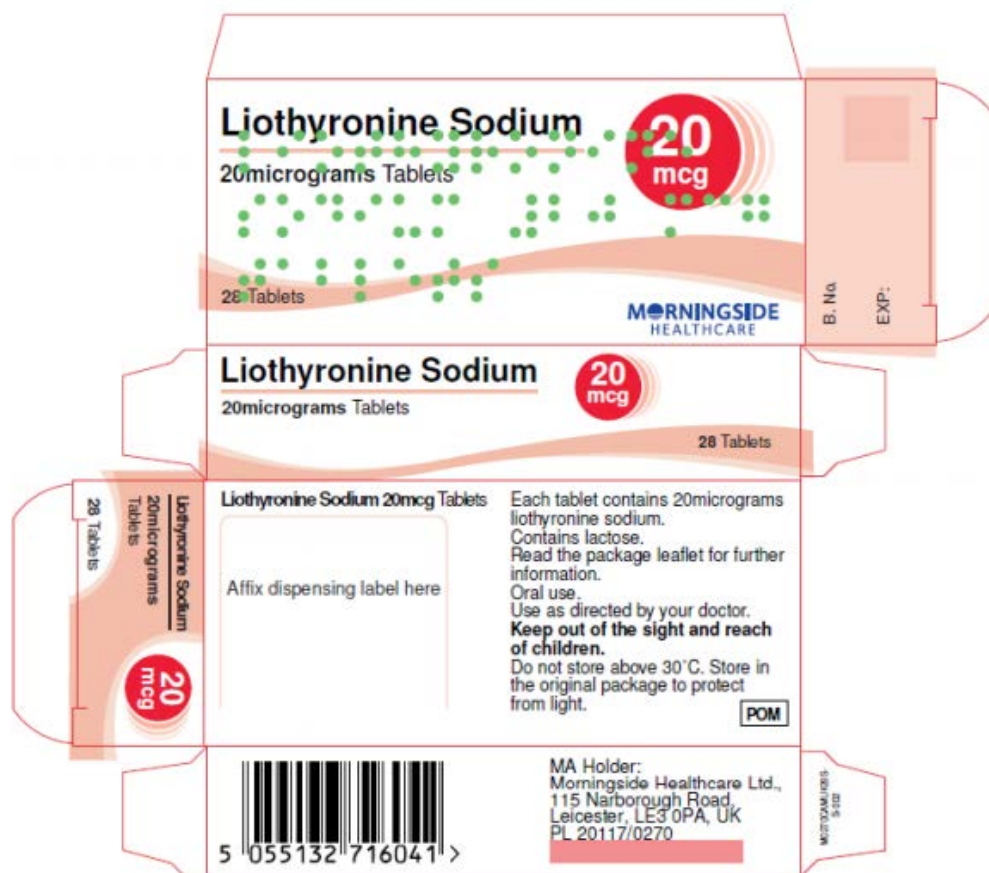 Liothyronine Sodium
20micrograms Tablets
20
mcg
28 Tablets
MORNINGSIDE
HEALTHCARE
B. No.
EXP:
Liothyronine Sodium
20micrograms Tablets
20
mcg
28 Tablets
Liothyronine Sodium
20micrograms
Tablets
28 Tablets
20
mcg
Liothyronine Sodium 20mcg Tablets
Affix dispensing label here
Each tablet contains 20micrograms
liothyronine sodium.
Contains lactose.
Read the package leaflet for further
information.
Oral use.
Use as directed by your doctor.
Keep out of the sight and reach
of children.
Do not store above 30˚C. Store in
the original package to protect
from light.
POM
5 055132 716041 >
MA Holder:
Morningside Healthcare Ltd.,
115 Narborough Road,
Leicester, LE3 0PA, UK
PL 20117/0270